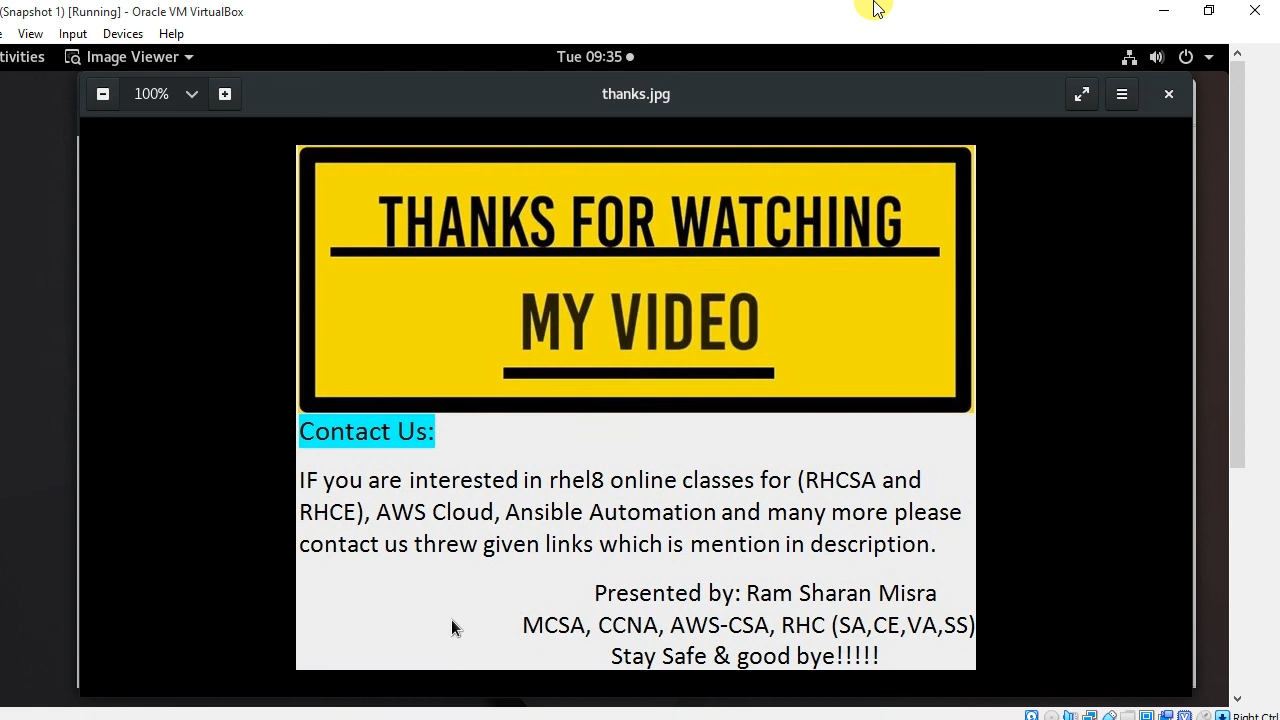 (Snapshot 1) [Running] - Oracle VM VirtualBox
View Input Devices Help
tivities Image Viewer Tue 09:35
100% thanks.jpg
THANKS FOR WATCHING
MY VIDEO
Contact Us:
IF you are interested in rhel8 online classes for (RHCSA and
RHCE), AWS Cloud, Ansible Automation and many more please
contact us threw given links which is mention in description.
Presented by: Ram Sharan Misra
MCSA, CCNA, AWS-CSA, RHC (SA,CE,VA,SS)
Stay Safe & good bye!!!!!
Right Ctrl